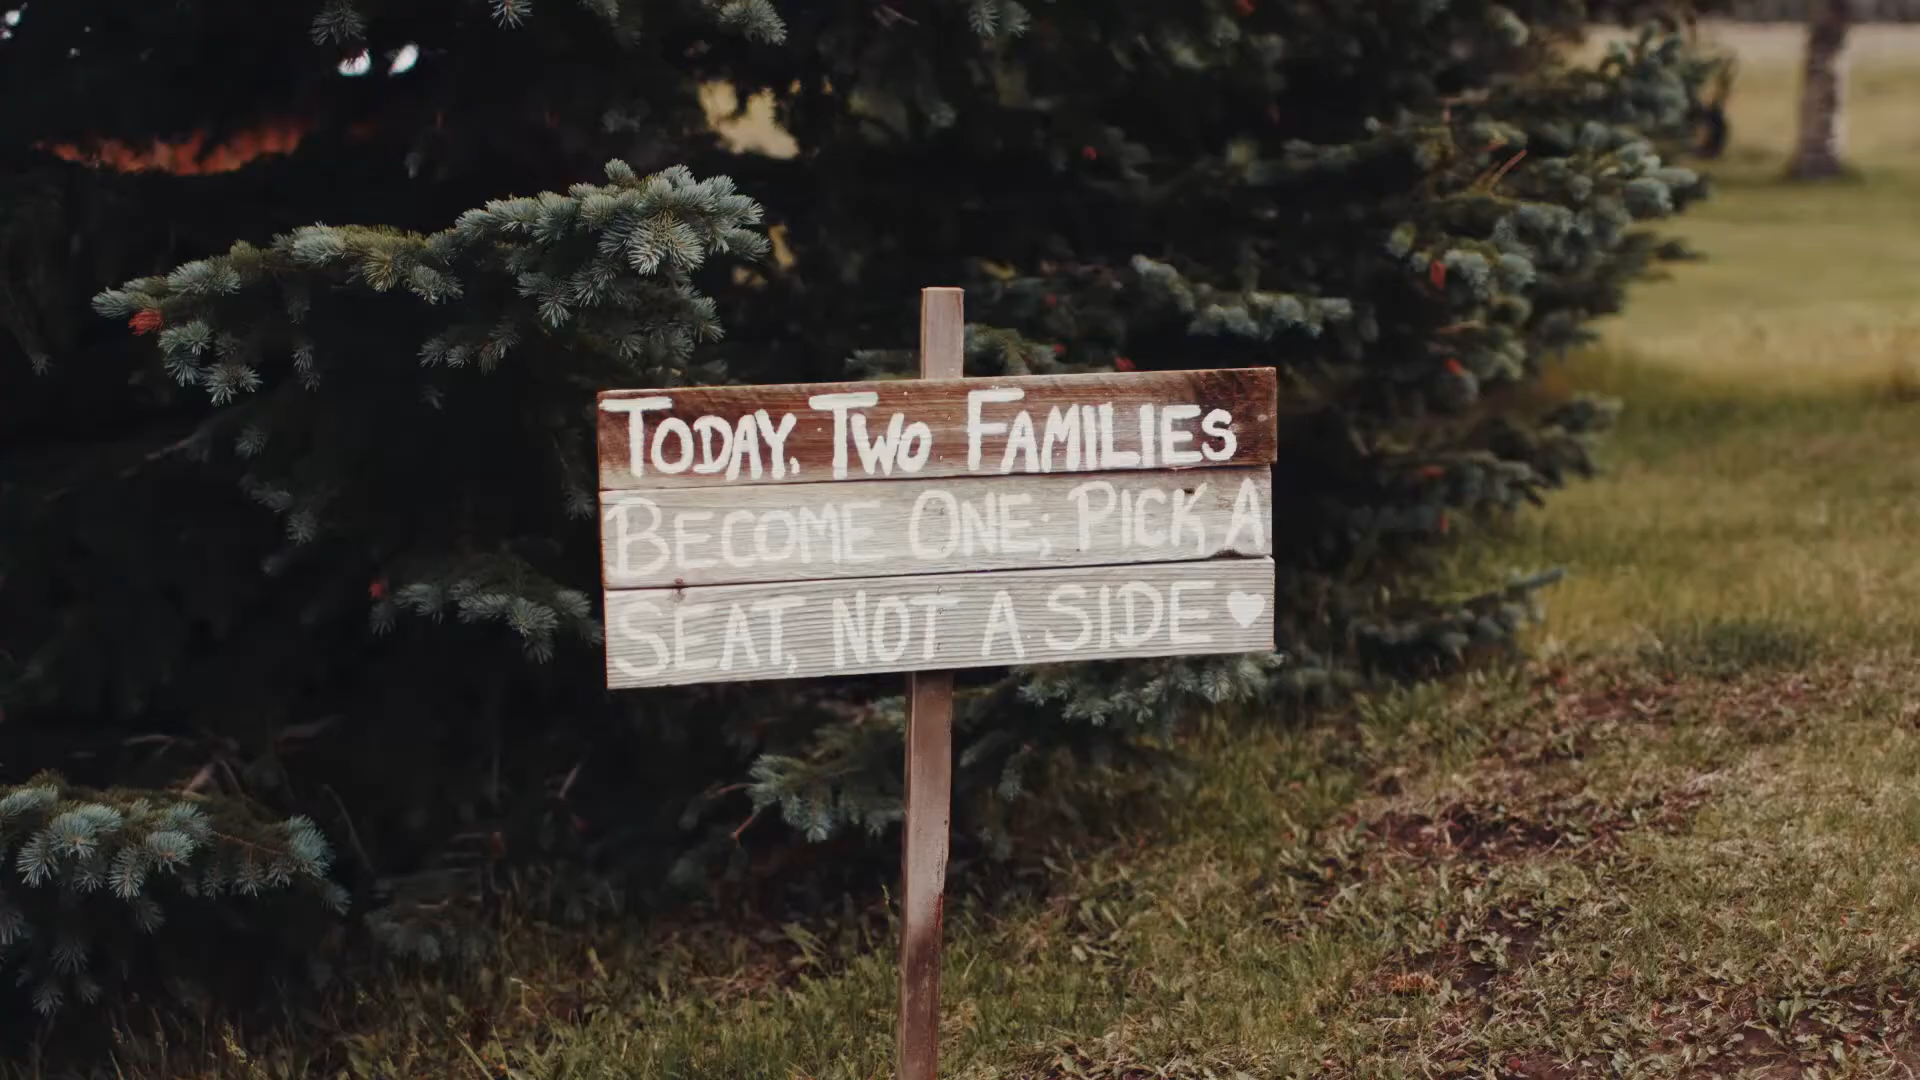 TODAY, TWO FAMILIES
BECOME ONE; PICK A
SEAT, NOT A SIDE ♥